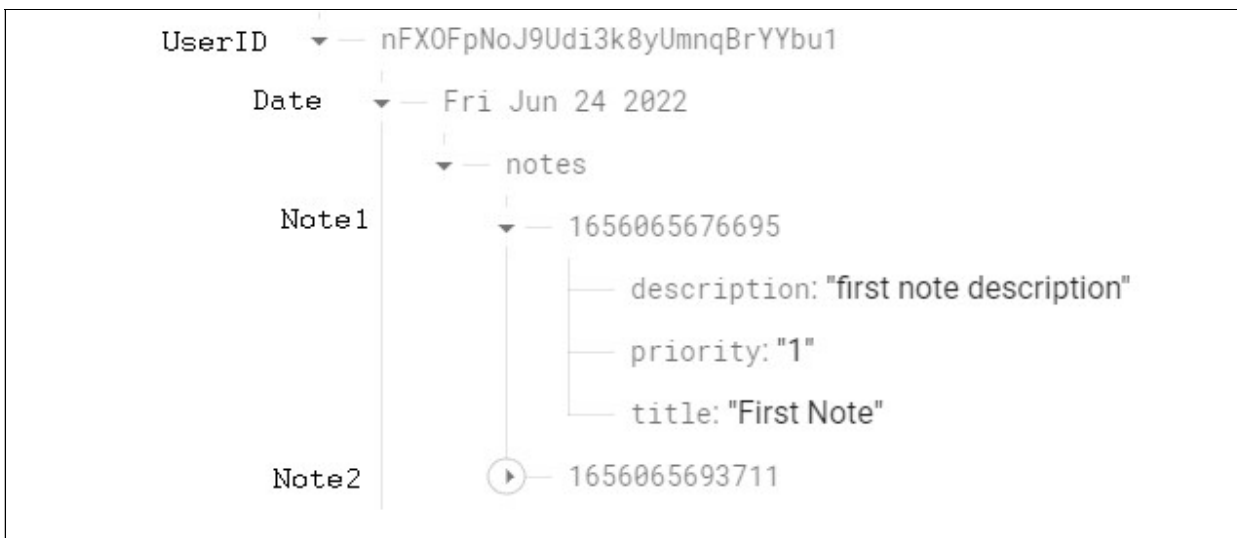 UserID nFXOFpNoJ9Udi3k8yUmnqBrYYbu1
Date Fri Jun 24 2022
notes
Note1 1656065676695
description: "first note description"
priority: "1"
title: "First Note"
Note2 1656065693711